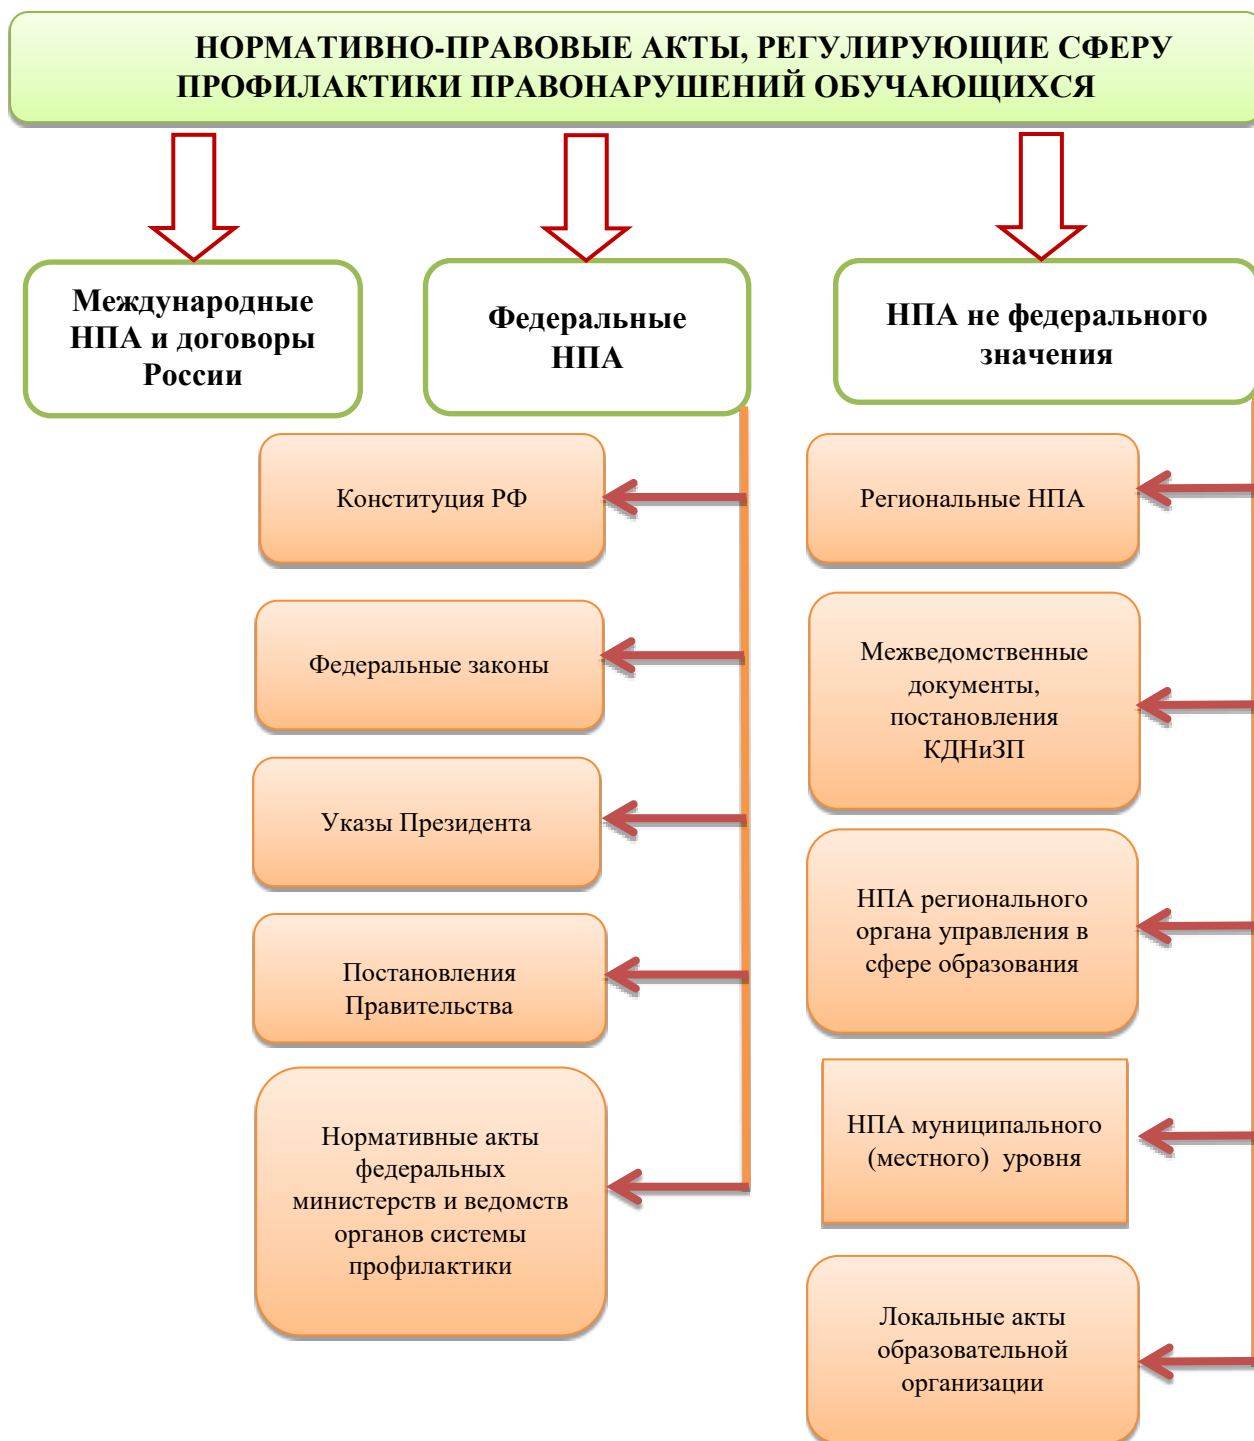 НОРМАТИВНО-ПРАВОВЫЕ АКТЫ, РЕГУЛИРУЮЩИЕ СФЕРУ
ПРОФИЛАКТИКИ ПРАВОНАРУШЕНИЙ ОБУЧАЮЩИХСЯ
Международные
НПА и договоры
России
Федеральные
НПА
НПА не федерального
значения
Конституция РФ
Федеральные законы
Указы Президента
Постановления
Правительства
Нормативные акты
федеральных
министерств и ведомств
органов системы
профилактики
Региональные НПА
Межведомственные
документы,
постановления
КДНиЗП
НПА регионального
органа управления в
сфере образования
НПА муниципального
(местного) уровня
Локальные акты
образовательной
организации